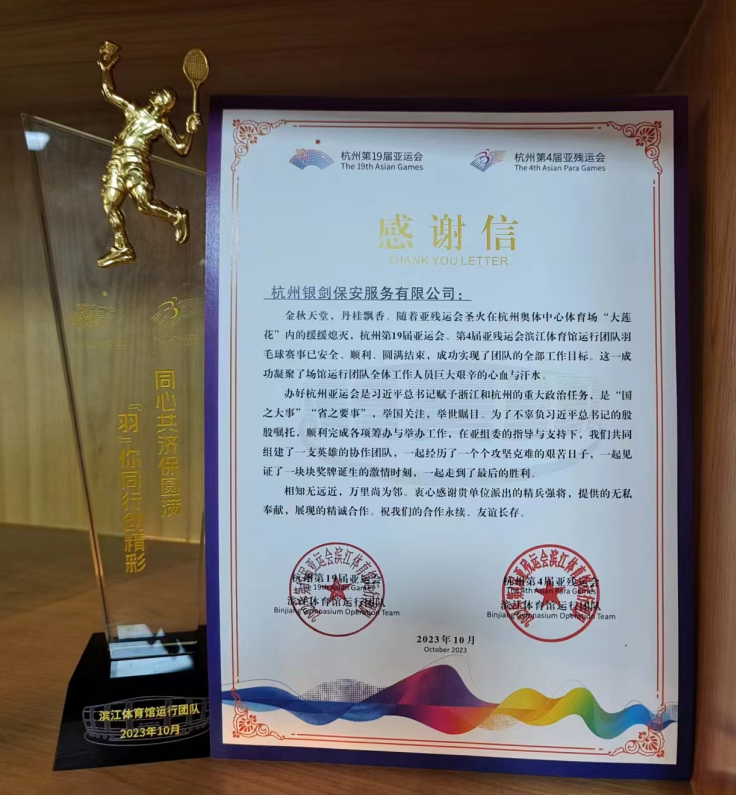 同心共济保圆满
“羽”你同行创精彩
滨江体育馆运行团队
2023年10月
杭州第19届亚运会
The 19th Asian Games
杭州第4届亚残运会
The 4th Asian Para Games
感谢信
THANK YOU LETTER
杭州银剑保安服务有限公司：
金秋天堂，丹桂飘香。随着亚残运会圣火在杭州奥体中心体育场“大莲
花”内的缓缓熄灭，杭州第19届亚运会、第4届亚残运会滨江体育馆运行团队羽
毛球赛事已安全、顺利、圆满结束，成功实现了团队的全部工作目标。这一成
功凝聚了场馆运行团队全体工作人员巨大艰辛的心血与汗水。
办好杭州亚运会是习近平总书记赋予浙江和杭州的重大政治任务，是“国
之大事”“省之要事”，举国关注，举世瞩目。为了不辜负习近平总书记的殷
殷嘱托，顺利完成各项筹办与举办工作，在亚组委的指导与支持下，我们共同
组建了一支英雄的协作团队，一起经历了一个个攻坚克难的艰苦日子，一起见
证了一块块奖牌诞生的激情时刻，一起走到了最后的胜利。
相知无远近，万里尚为邻。衷心感谢贵单位派出的精兵强将，提供的无私
奉献，展现的精诚合作。祝我们的合作永续、友谊长存。
杭州第19届亚运会
The 19th Asian Games
滨江体育馆运行团队
Binjiang Gymnasium Operation Team
杭州第4届亚残运会
The 4th Asian Para Games
滨江体育馆运行团队
Binjiang Gymnasium Operation Team
2023年10月
October 2023